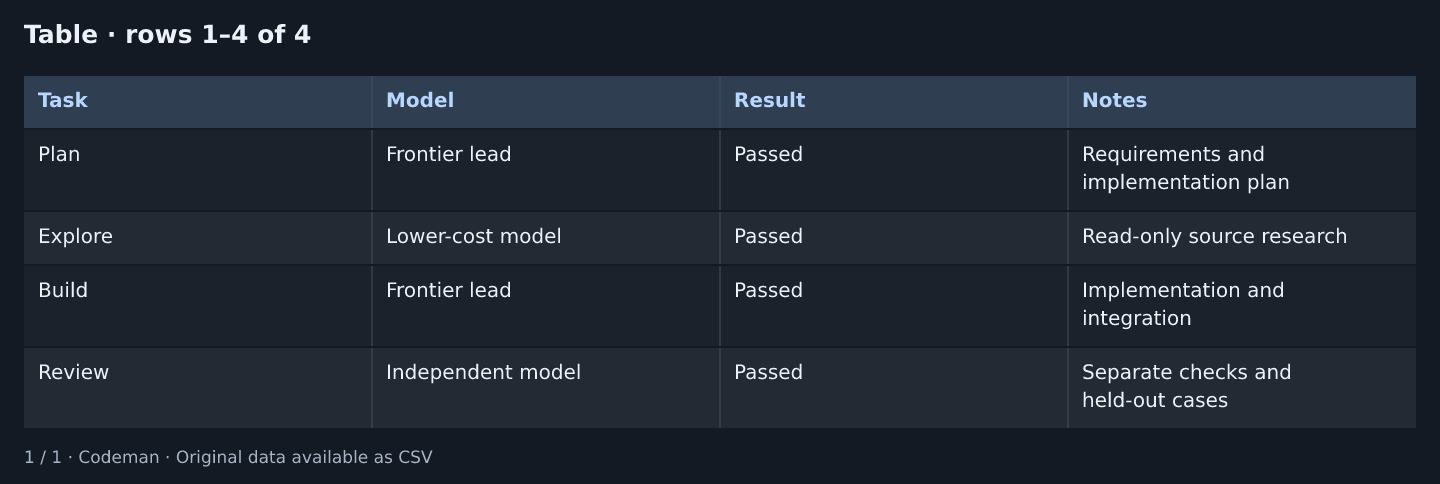 Table · rows 1–4 of 4
Task Model Result Notes
Plan Frontier lead Passed Requirements and
implementation plan
Explore Lower-cost model Passed Read-only source research
Build Frontier lead Passed Implementation and
integration
Review Independent model Passed Separate checks and
held-out cases
1 / 1 · Codeman · Original data available as CSV